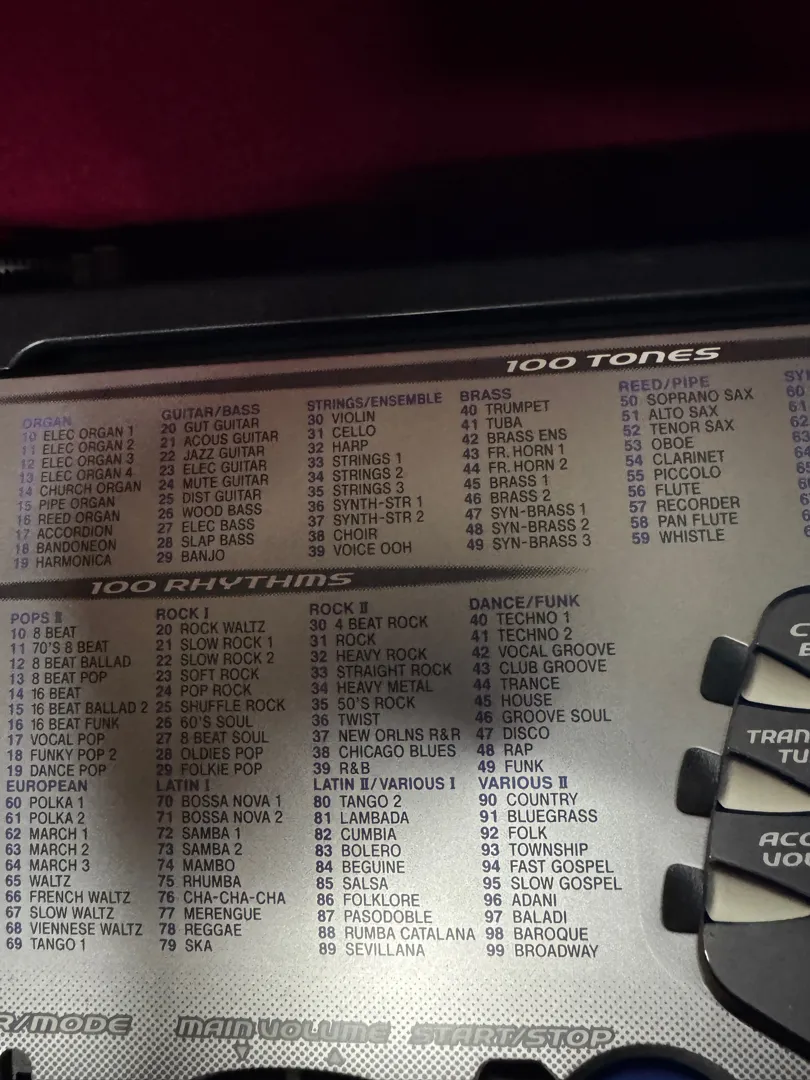 100 TONES
ORGAN
10 ELEC ORGAN 1
11 ELEC ORGAN 2
12 ELEC ORGAN 3
13 ELEC ORGAN 4
14 CHURCH ORGAN
15 PIPE ORGAN
16 REED ORGAN
17 ACCORDION
18 BANDONEON
19 HARMONICA
GUITAR/BASS
20 GUT GUITAR
21 ACOUS GUITAR
22 JAZZ GUITAR
23 ELEC GUITAR
24 MUTE GUITAR
25 DIST GUITAR
26 WOOD BASS
27 ELEC BASS
28 SLAP BASS
29 BANJO
STRINGS/ENSEMBLE
30 VIOLIN
31 CELLO
32 HARP
33 STRINGS 1
34 STRINGS 2
35 STRINGS 3
36 SYNTH-STR 1
37 SYNTH-STR 2
38 CHOIR
39 VOICE OOH
BRASS
40 TRUMPET
41 TUBA
42 BRASS ENS
43 FR. HORN 1
44 FR. HORN 2
45 BRASS 1
46 BRASS 2
47 SYN-BRASS 1
48 SYN-BRASS 2
49 SYN-BRASS 3
REED/PIPE
50 SOPRANO SAX
51 ALTO SAX
52 TENOR SAX
53 OBOE
54 CLARINET
55 PICCOLO
56 FLUTE
57 RECORDER
58 PAN FLUTE
59 WHISTLE
SYN
60
61
62
63
100 RHYTHMS
POPS II
10 8 BEAT
11 70'S 8 BEAT
12 8 BEAT BALLAD
13 8 BEAT POP
14 16 BEAT
15 16 BEAT BALLAD 2
16 16 BEAT FUNK
17 VOCAL POP
18 FUNKY POP 2
19 DANCE POP
ROCK I
20 ROCK WALTZ
21 SLOW ROCK 1
22 SLOW ROCK 2
23 SOFT ROCK
24 POP ROCK
25 SHUFFLE ROCK
26 60'S SOUL
27 8 BEAT SOUL
28 OLDIES POP
29 FOLKIE POP
ROCK II
30 4 BEAT ROCK
31 ROCK
32 HEAVY ROCK
33 STRAIGHT ROCK
34 HEAVY METAL
35 50'S ROCK
36 TWIST
37 NEW ORLNS R&R
38 CHICAGO BLUES
39 R&B
DANCE/FUNK
40 TECHNO 1
41 TECHNO 2
42 VOCAL GROOVE
43 CLUB GROOVE
44 TRANCE
45 HOUSE
46 GROOVE SOUL
47 DISCO
48 RAP
49 FUNK
EUROPEAN
60 POLKA 1
61 POLKA 2
62 MARCH 1
63 MARCH 2
64 MARCH 3
65 WALTZ
66 FRENCH WALTZ
67 SLOW WALTZ
68 VIENNESE WALTZ
69 TANGO 1
LATIN I
70 BOSSA NOVA 1
71 BOSSA NOVA 2
72 SAMBA 1
73 SAMBA 2
74 MAMBO
75 RHUMBA
76 CHA-CHA-CHA
77 MERENGUE
78 REGGAE
79 SKA
LATIN II/VARIOUS I
80 TANGO 2
81 LAMBADA
82 CUMBIA
83 BOLERO
84 BEGUINE
85 SALSA
86 FOLKLORE
87 PASODOBLE
88 RUMBA CATALANA
89 SEVILLANA
VARIOUS II
90 COUNTRY
91 BLUEGRASS
92 FOLK
93 TOWNSHIP
94 FAST GOSPEL
95 SLOW GOSPEL
96 ADANI
97 BALADI
98 BAROQUE
99 BROADWAY
TRAN
TU
ACC
VOL
R/MODE
MAIN VOLUME
START/STOP